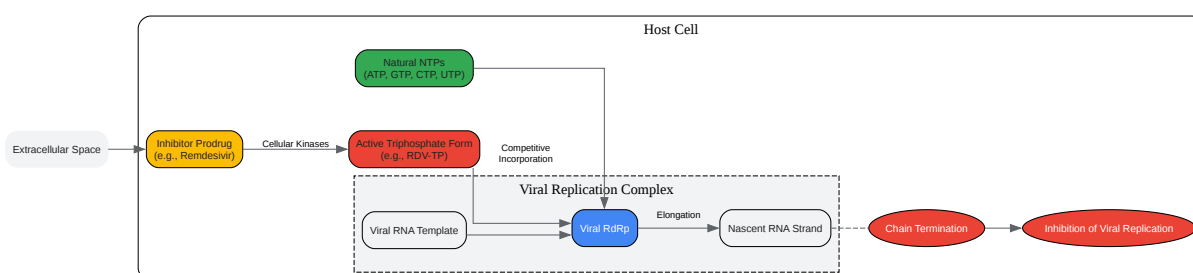 Host Cell
Natural NTPs
(ATP, GTP, CTP, UTP)
Extracellular Space
Inhibitor Prodrug
(e.g., Remdesivir)
Cellular Kinases
Active Triphosphate Form
(e.g., RDV-TP)
Competitive
Incorporation
Viral Replication Complex
Viral RNA Template
Viral RdRp
Elongation
Nascent RNA Strand
Chain Termination
Inhibition of Viral Replication